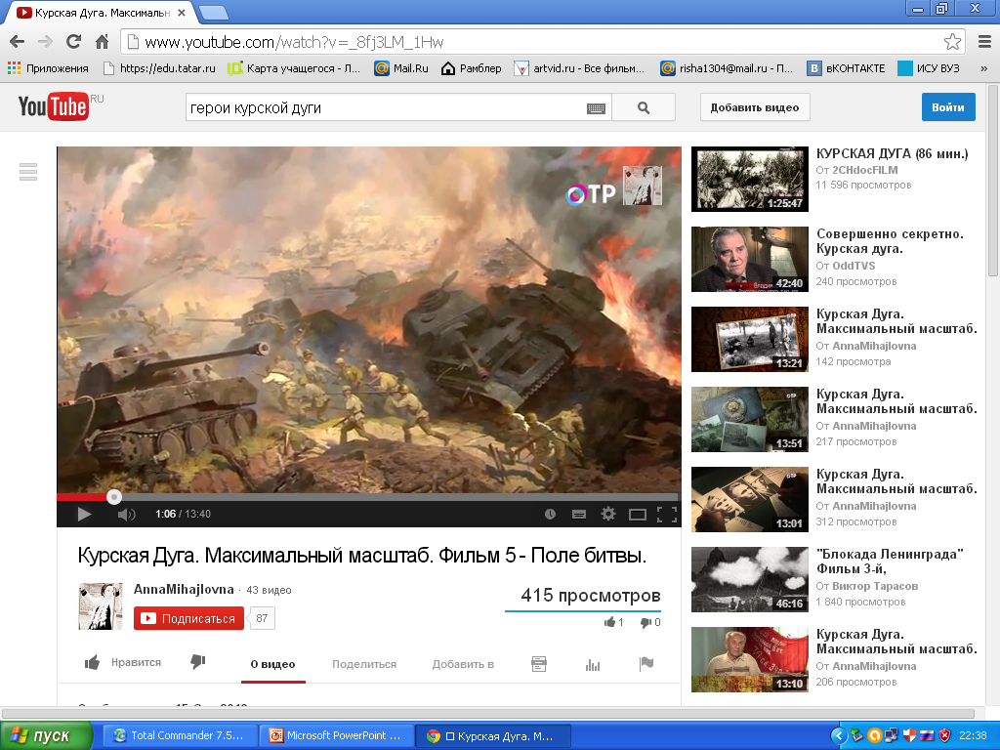 Курская Дуга. Максимальн
www.youtube.com/watch?v=_8fj3LM_1Hw
Приложения https://edu.tatar.ru Карта учащегося - Л... Mail.Ru Рамблер artvid.ru - Все фильм... risha1304@mail.ru - П... вКОНТАКТЕ ИСУ ВУЗ »
YouTube RU
герои курской дуги
Добавить видео
Войти
ОТР
1:06 / 13:40
Курская Дуга. Максимальный масштаб. Фильм 5 - Поле битвы.
AnnaMihajlovna · 43 видео
Подписаться 87
415 просмотров
1 0
Нравится
О видео
Поделиться
Добавить в
1:25:47
КУРСКАЯ ДУГА (86 мин.)
От 2CHdocFILM
11 596 просмотров
42:40
Совершенно секретно.
Курская дуга.
От OddTVS
240 просмотров
13:21
Курская Дуга.
Максимальный масштаб.
От AnnaMihajlovna
142 просмотра
13:51
Курская Дуга.
Максимальный масштаб.
От AnnaMihajlovna
217 просмотров
13:01
Курская Дуга.
Максимальный масштаб.
От AnnaMihajlovna
312 просмотров
46:16
"Блокада Ленинграда"
Фильм 3-й,
От Виктор Тарасов
1 840 просмотров
13:10
Курская Дуга.
Максимальный масштаб.
От AnnaMihajlovna
206 просмотров
пуск
Total Commander 7.5...
Microsoft PowerPoint ...
Курская Дуга. М...
22:38